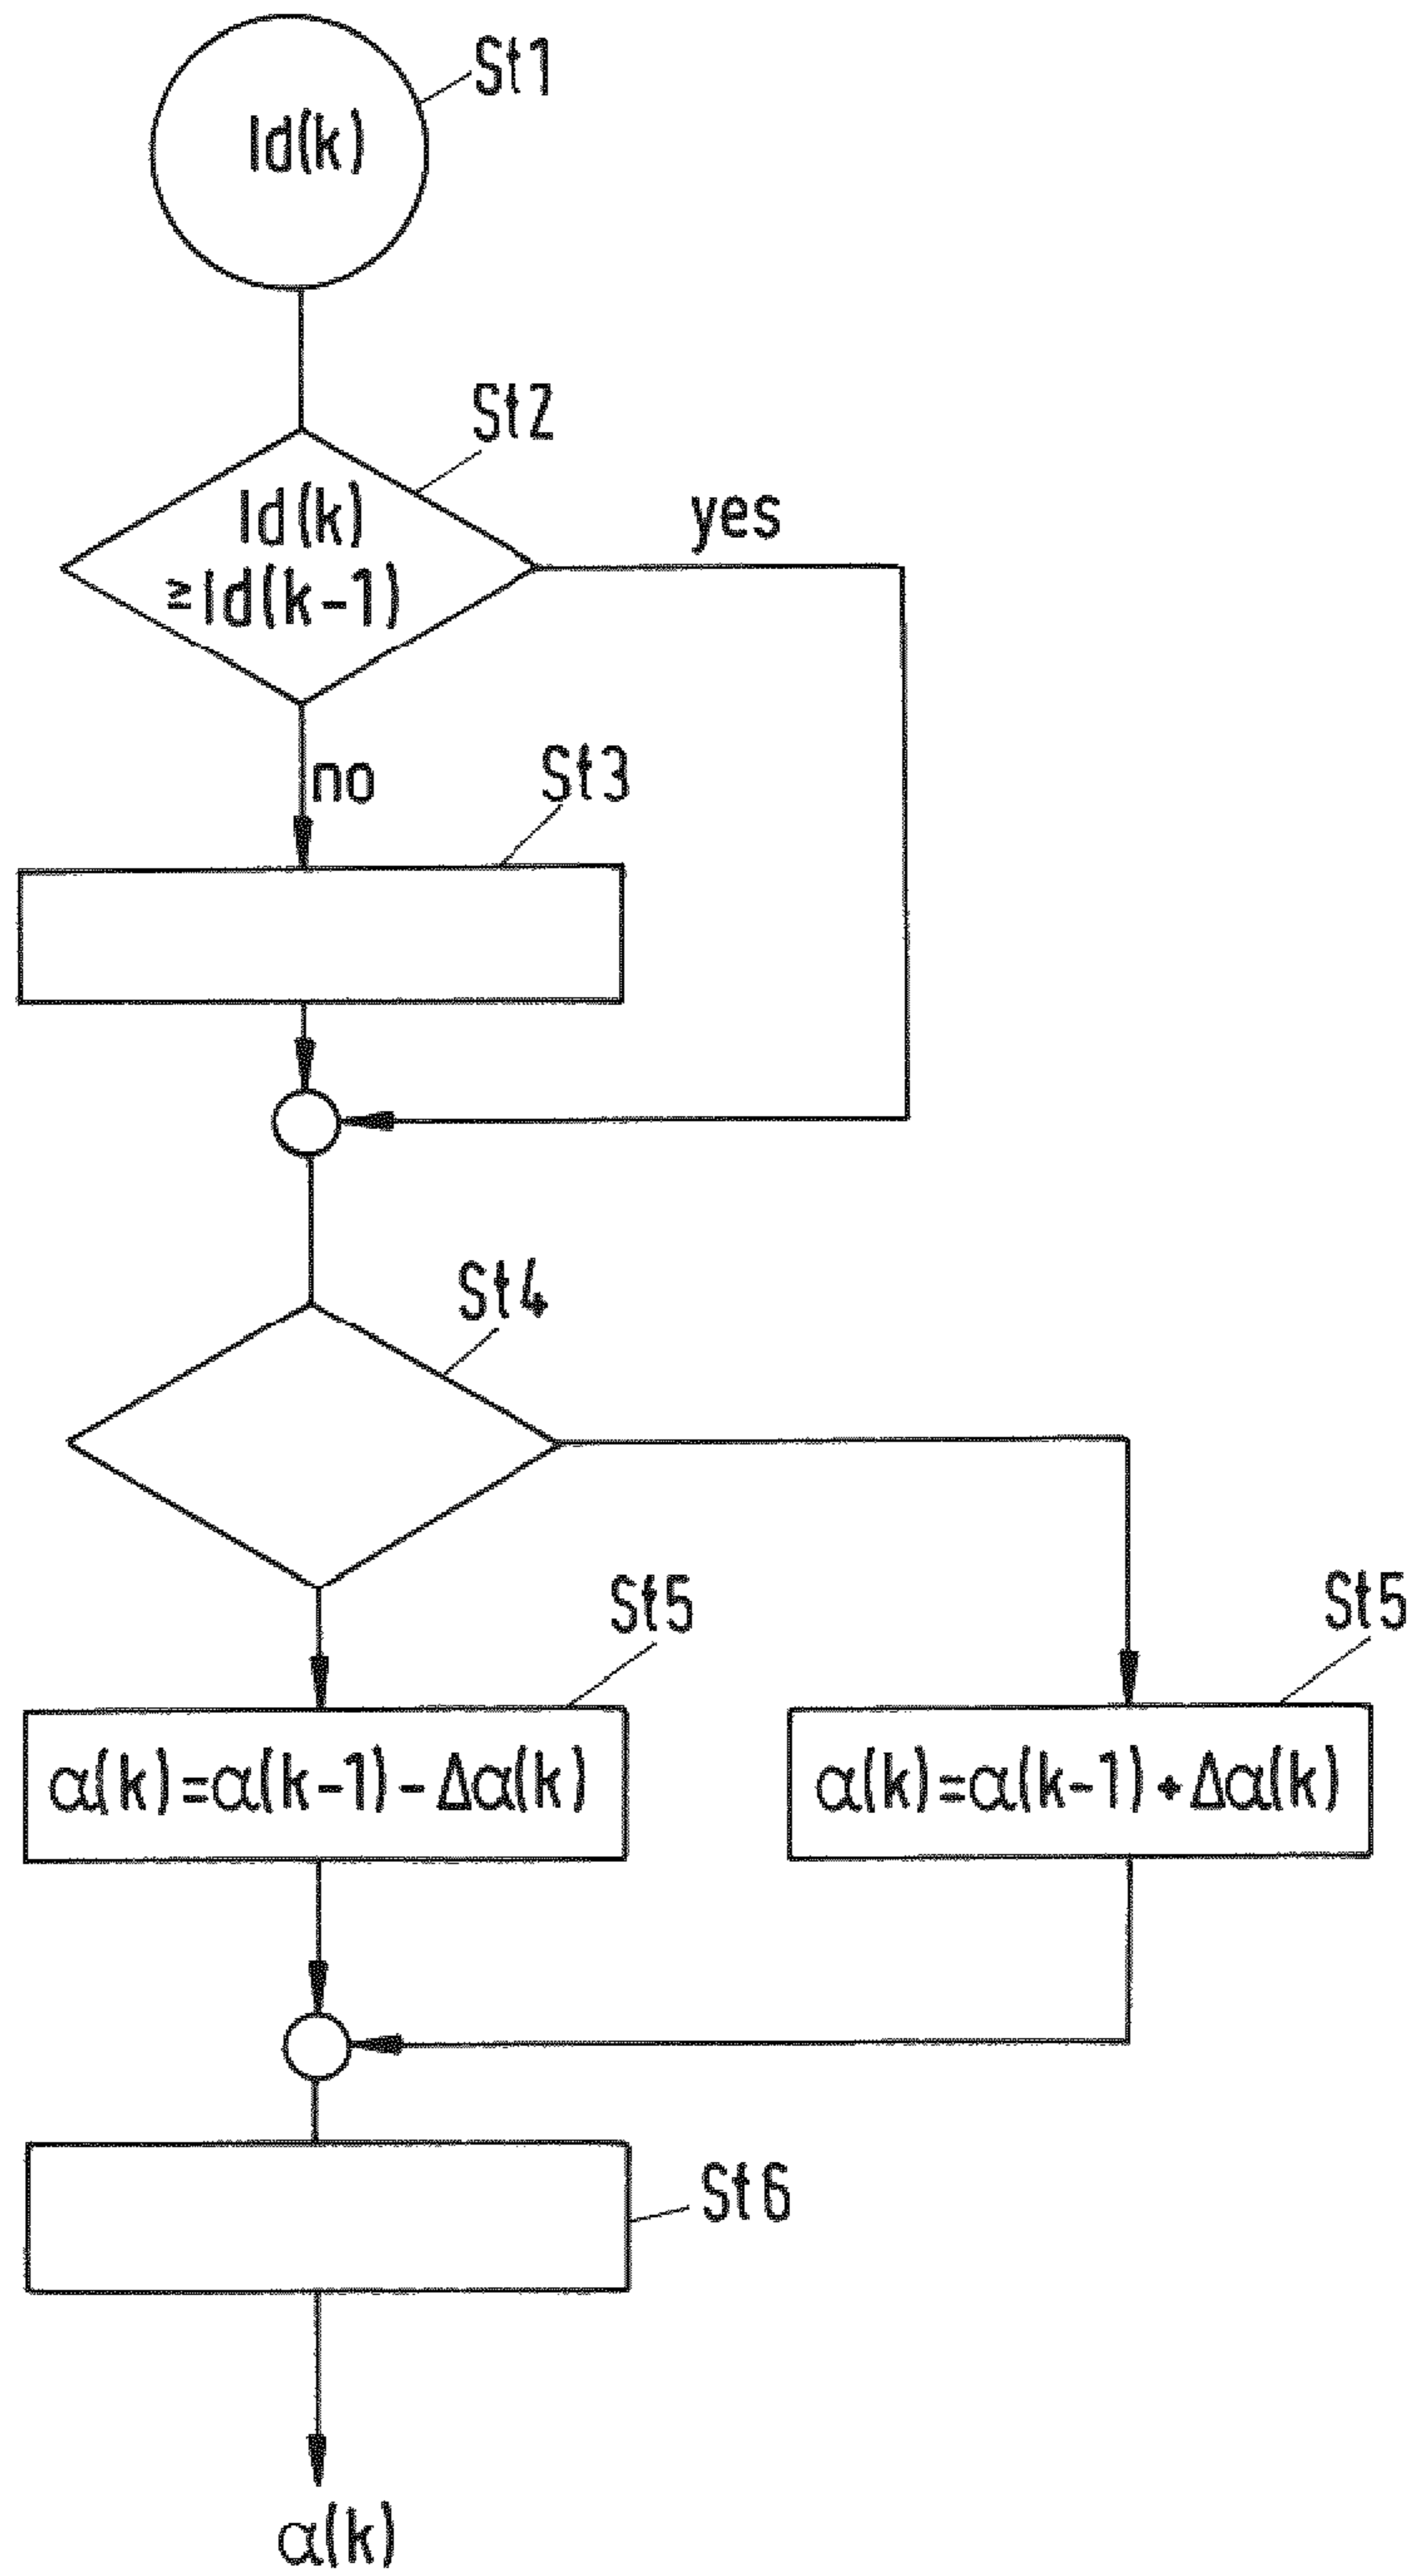 St1
Id(k)
St2
Id(k)
≥Id(k-1)
yes
no
St3
St4
St5
St5
α(k)=α(k-1)-Δα(k)
α(k)=α(k-1)+Δα(k)
St6
α(k)